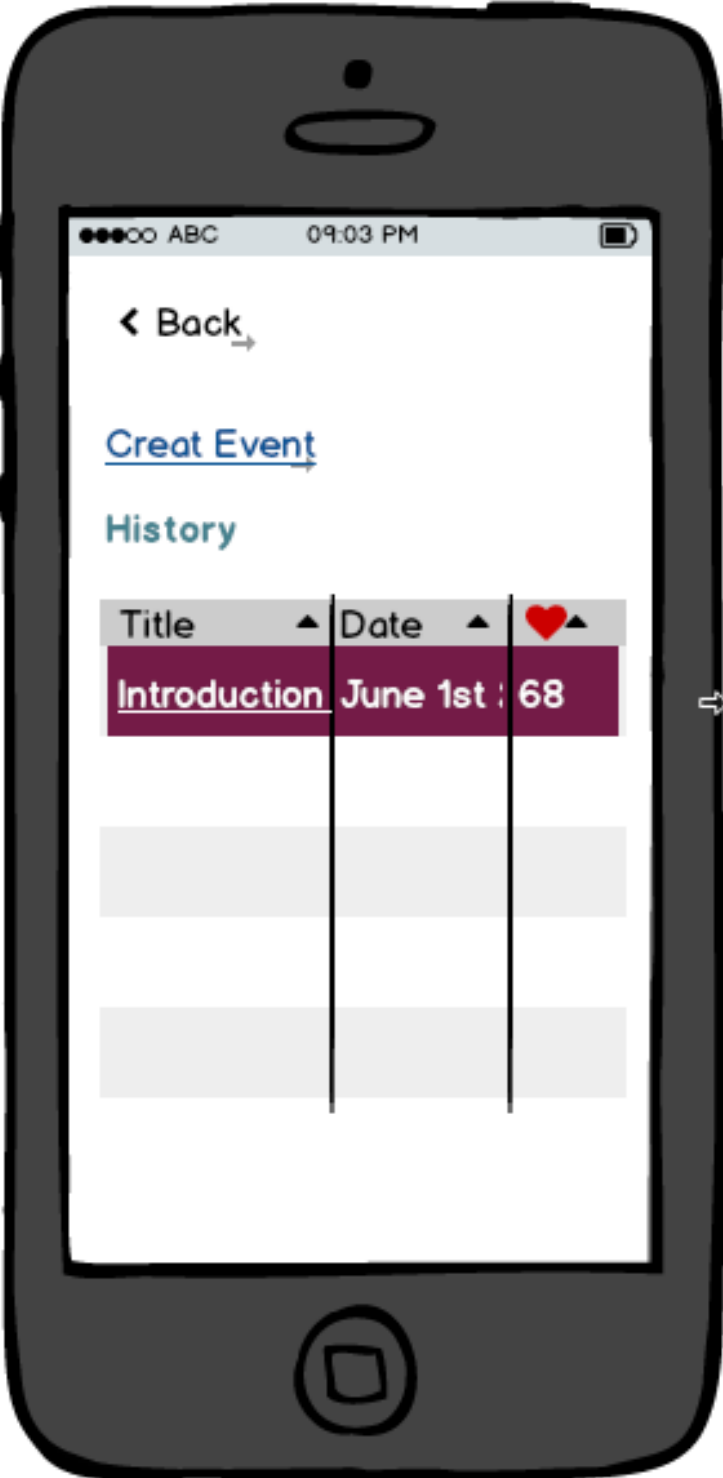 ABC 09:03 PM
Back
Creat Event
History
Title Date
Introduction June 1st 68